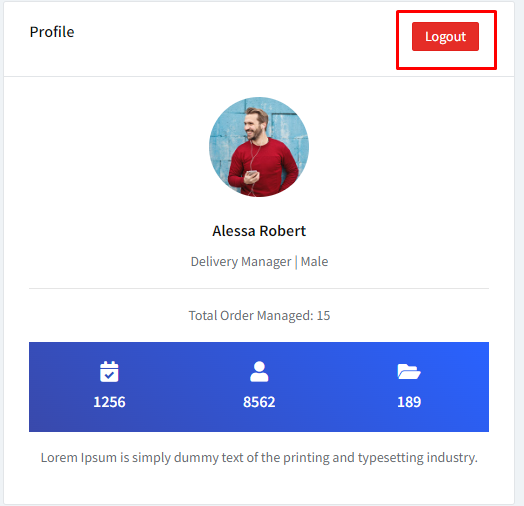 Profile
Logout
Alessa Robert
Delivery Manager | Male
Total Order Managed: 15
1256 8562 189
Lorem Ipsum is simply dummy text of the printing and typesetting industry.